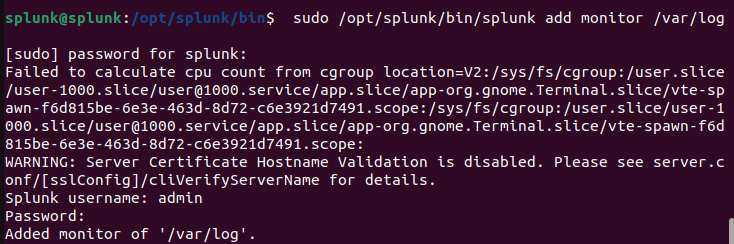 splunk@splunk:/opt/splunk/bin$  sudo /opt/splunk/bin/splunk add monitor /var/log
[sudo] password for splunk:
Failed to calculate cpu count from cgroup location=V2:/sys/fs/cgroup:/user.slice
/user-1000.slice/user@1000.service/app.slice/app-org.gnome.Terminal.slice/vte-sp
awn-f6d815be-6e3e-463d-8d72-c6e3921d7491.scope:/sys/fs/cgroup:/user.slice/user-1
000.slice/user@1000.service/app.slice/app-org.gnome.Terminal.slice/vte-spawn-f6d
815be-6e3e-463d-8d72-c6e3921d7491.scope:
WARNING: Server Certificate Hostname Validation is disabled. Please see server.c
onf/[sslConfig]/cliVerifyServerName for details.
Splunk username: admin
Password:
Added monitor of '/var/log'.